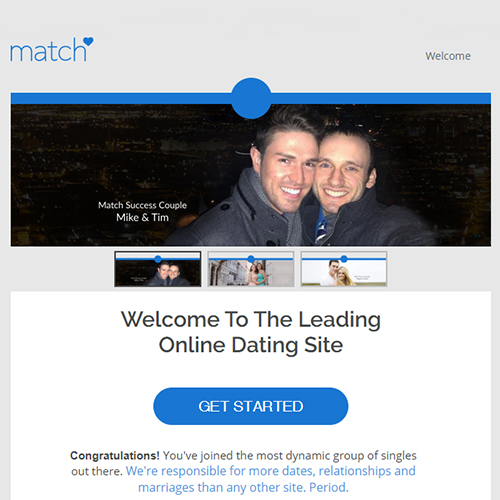 match
Welcome
Match Success Couple
Mike & Tim
Welcome To The Leading
Online Dating Site
GET STARTED
Congratulations! You've joined the most dynamic group of singles
out there. We're responsible for more dates, relationships and
marriages than any other site. Period.